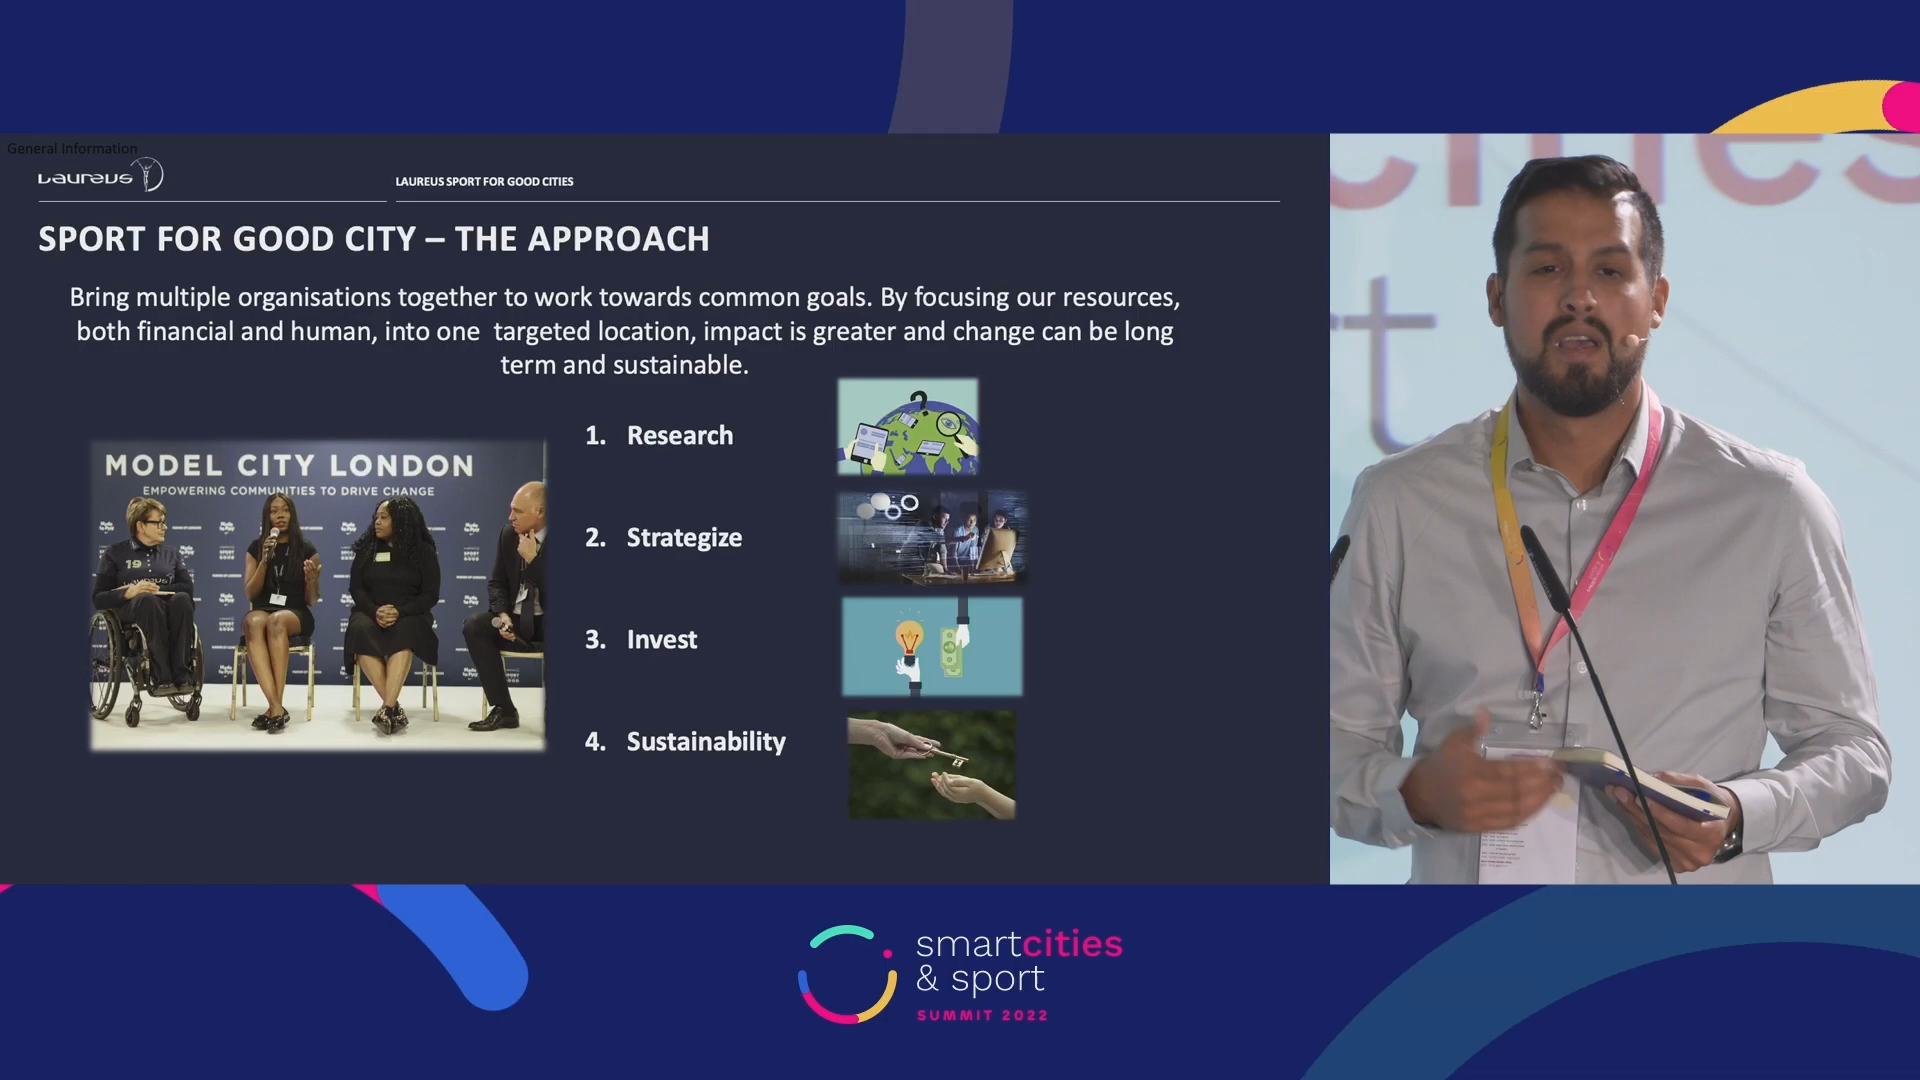 General Information
Laureus
LAUREUS SPORT FOR GOOD CITIES
SPORT FOR GOOD CITY – THE APPROACH
Bring multiple organisations together to work towards common goals. By focusing our resources,
both financial and human, into one targeted location, impact is greater and change can be long
term and sustainable.
MODEL CITY LONDON
EMPOWERING COMMUNITIES TO DRIVE CHANGE
19
Laureus
1. Research
2. Strategize
3. Invest
4. Sustainability
smartcities
& sport
SUMMIT 2022